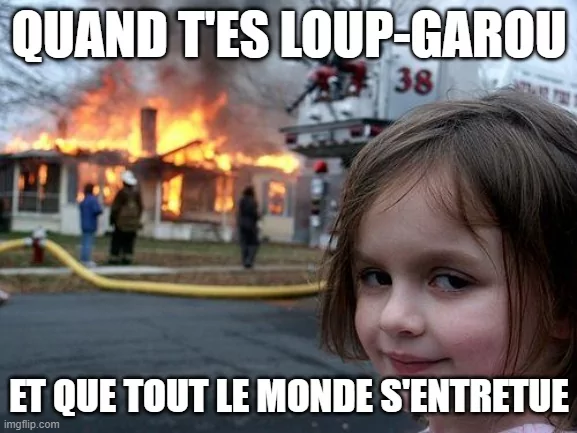 QUAND T'ES LOUP-GAROU
38
ET QUE TOUT LE MONDE S'ENTRETUE
imgflip.com